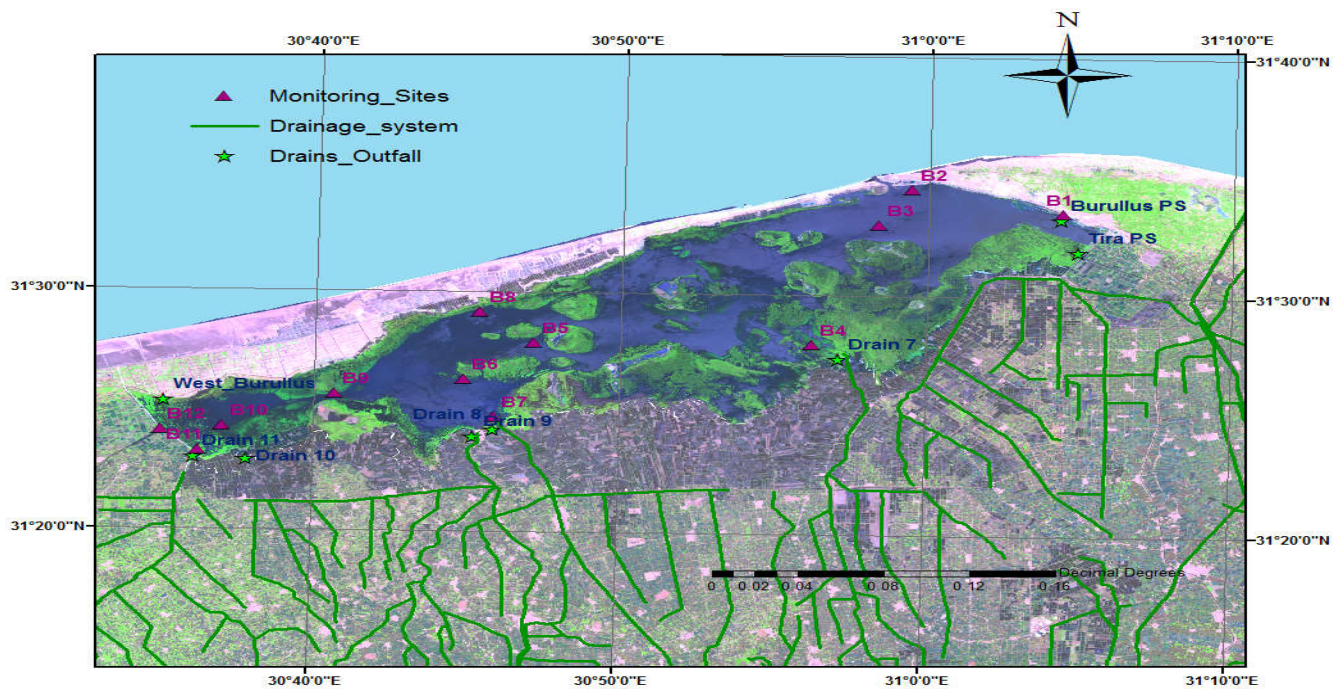 N
30°40'0"E
30°50'0"E
31°0'0"E
31°10'0"E
31°40'0"N
31°40'0"N
Monitoring_Sites
Drainage_system
Drains_Outfall
B2
B3
B1
Burullus PS
Tira PS
31°30'0"N
31°30'0"N
B8
B5
B4
Drain 7
B6
West_Burullus
B9
B7
B12
B10
Drain 8
Drain 9
B11
Drain 11
Drain 10
31°20'0"N
31°20'0"N
Decimal Degrees
0 0.02 0.04 0.08 0.12 0.16
30°40'0"E
30°50'0"E
31°0'0"E
31°10'0"E